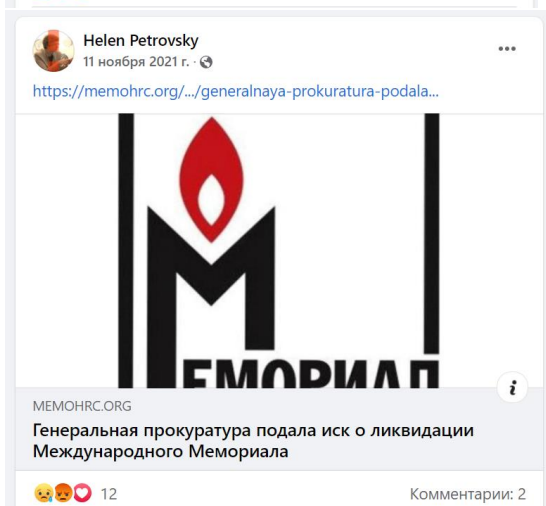 Helen Petrovsky
11 ноября 2021 г. ·
https://memohrc.org/.../generalnaya-prokuratura-podala...
МЕМОРИАЛ
MEMOHRC.ORG
Генеральная прокуратура подала иск о ликвидации
Международного Мемориала
12
Комментарии: 2